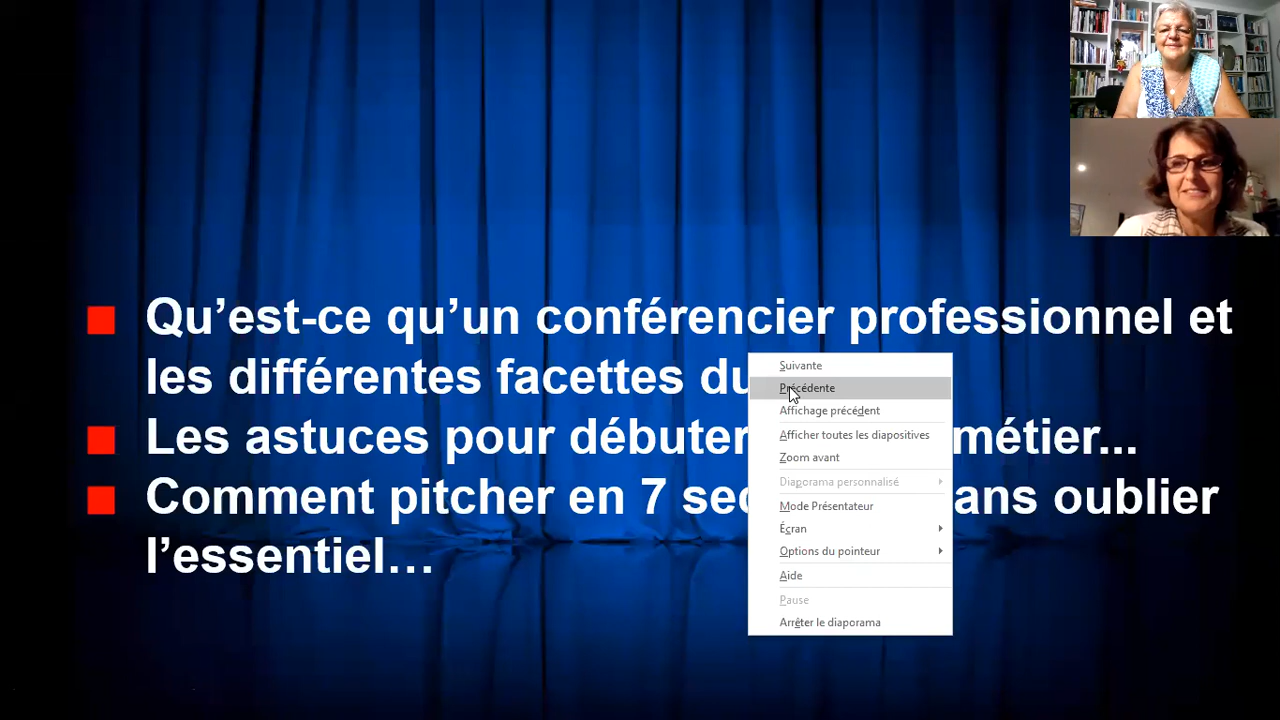 Qu’est-ce qu’un conférencier professionnel et
les différentes facettes du
Les astuces pour débuter métier...
Comment pitcher en 7 sec ans oublier
l’essentiel…
Suivante
Précédente
Affichage précédent
Afficher toutes les diapositives
Zoom avant
Diaporama personnalisé
Mode Présentateur
Écran
Options du pointeur
Aide
Pause
Arrêter le diaporama